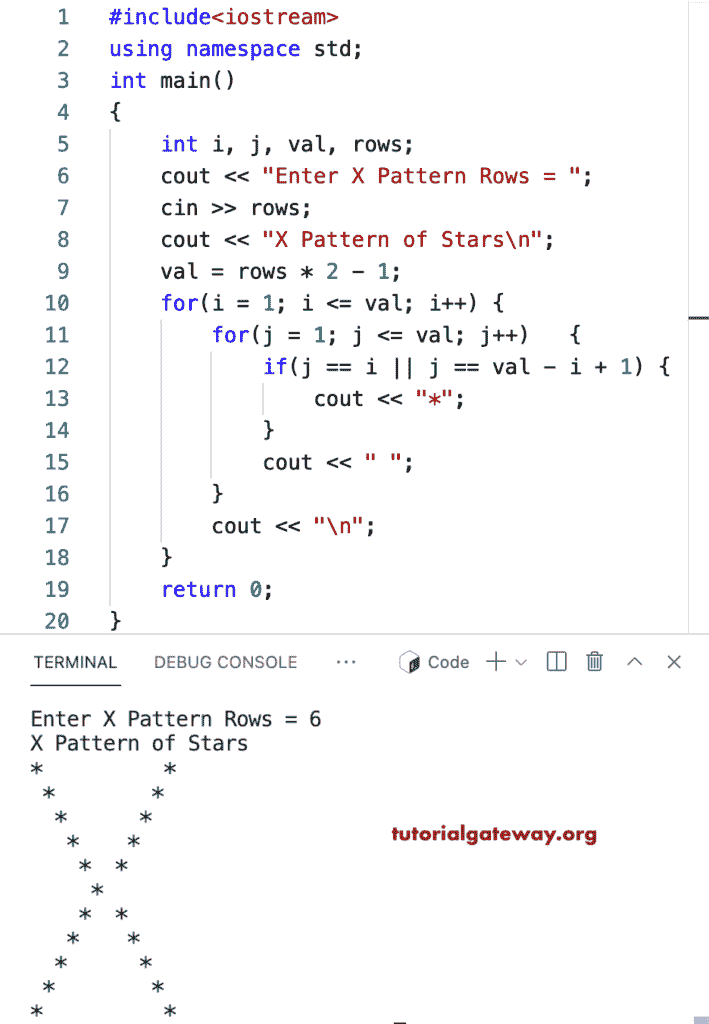 1 #include<iostream>
2 using namespace std;
3 int main()
4 {
5     int i, j, val, rows;
6     cout << "Enter X Pattern Rows = ";
7     cin >> rows;
8     cout << "X Pattern of Stars\n";
9     val = rows * 2 - 1;
10     for(i = 1; i <= val; i++) {
11         for(j = 1; j <= val; j++)   {
12             if(j == i || j == val - i + 1) {
13                 cout << "*";
14             }
15             cout << " ";
16         }
17         cout << "\n";
18     }
19     return 0;
20 }
TERMINAL DEBUG CONSOLE ··· Code
Enter X Pattern Rows = 6
X Pattern of Stars
*          *
 *        *
  *      *
   *    *
    *  *
     *
    *  *
   *    *
  *      *
 *        *
*          *
tutorialgateway.org